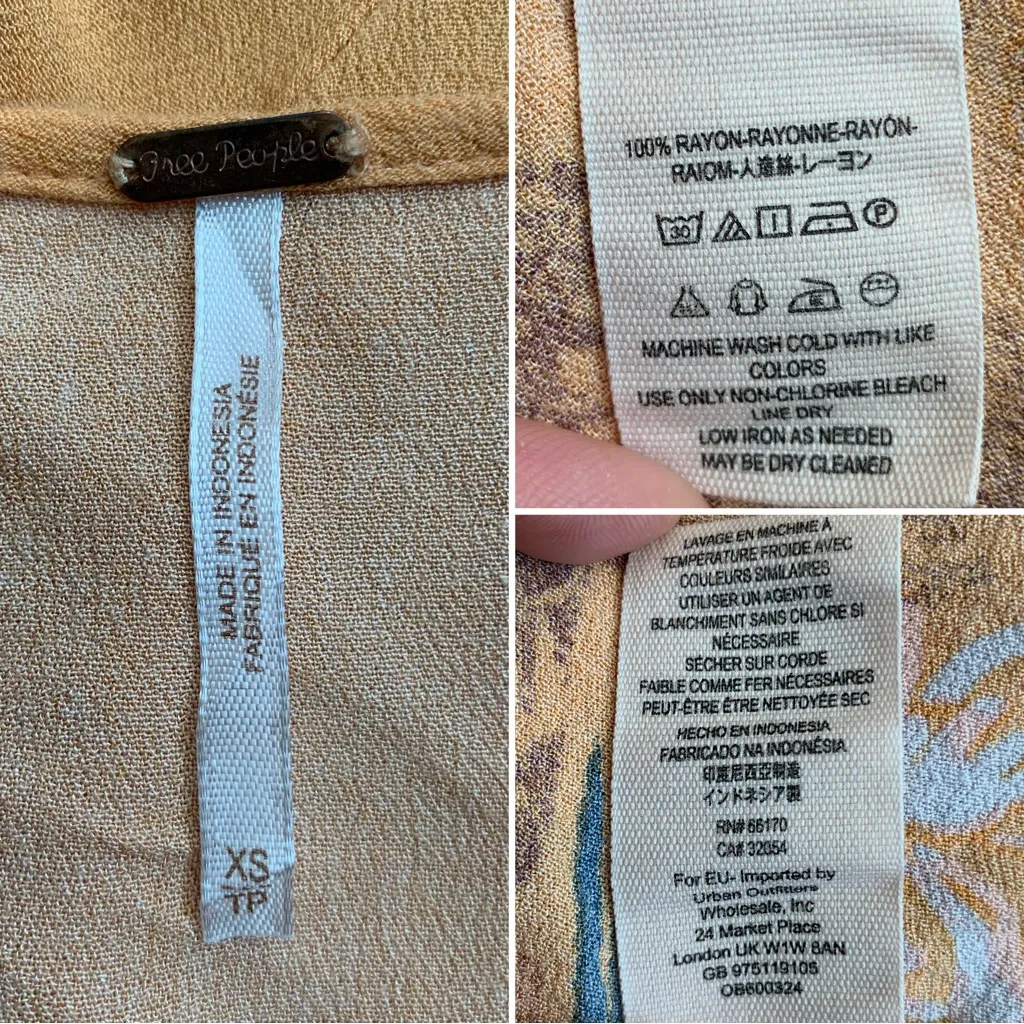 Free People
MADE IN INDONESIA
FABRIQUÉ EN INDONÉSIE
XS
TP
100% RAYON-RAYONNE-RAYÓN-
RAIOM-人造絲-レーヨン
30
P
MACHINE WASH COLD WITH LIKE
COLORS
USE ONLY NON-CHLORINE BLEACH
LINE DRY
LOW IRON AS NEEDED
MAY BE DRY CLEANED
LAVAGE EN MACHINE À
TEMPÉRATURE FROIDE AVEC
COULEURS SIMILAIRES
UTILISER UN AGENT DE
BLANCHIMENT SANS CHLORE SI
NÉCESSAIRE
SÉCHER SUR CORDE
FAIBLE COMME FER NÉCESSAIRES
PEUT-ÊTRE ÊTRE NETTOYÉE SEC
HECHO EN INDONESIA
FABRICADO NA INDONÉSIA
印度尼西亞制造
インドネシア製
RN# 66170
CA# 32054
For EU- Imported by
Urban Outfitters
Wholesale, Inc
24 Market Place
London UK W1W 8AN
GB 975119105
OB600324